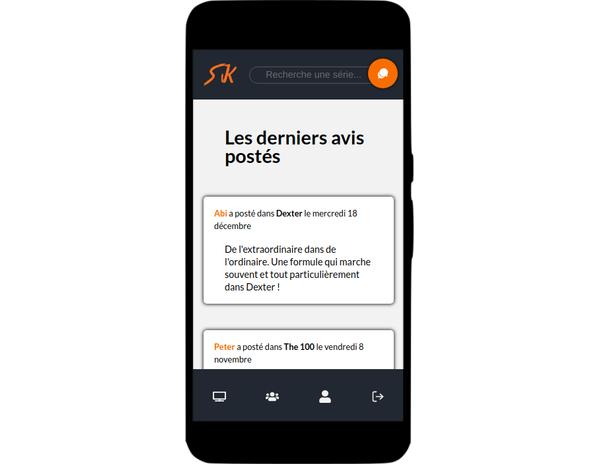 SK
Recherche une série...
Les derniers avis
postés
Abi a posté dans Dexter le mercredi 18
décembre
De l'extraordinaire dans de
l'ordinaire. Une formule qui marche
souvent et tout particulièrement
dans Dexter !
Peter a posté dans The 100 le vendredi 8
novembre